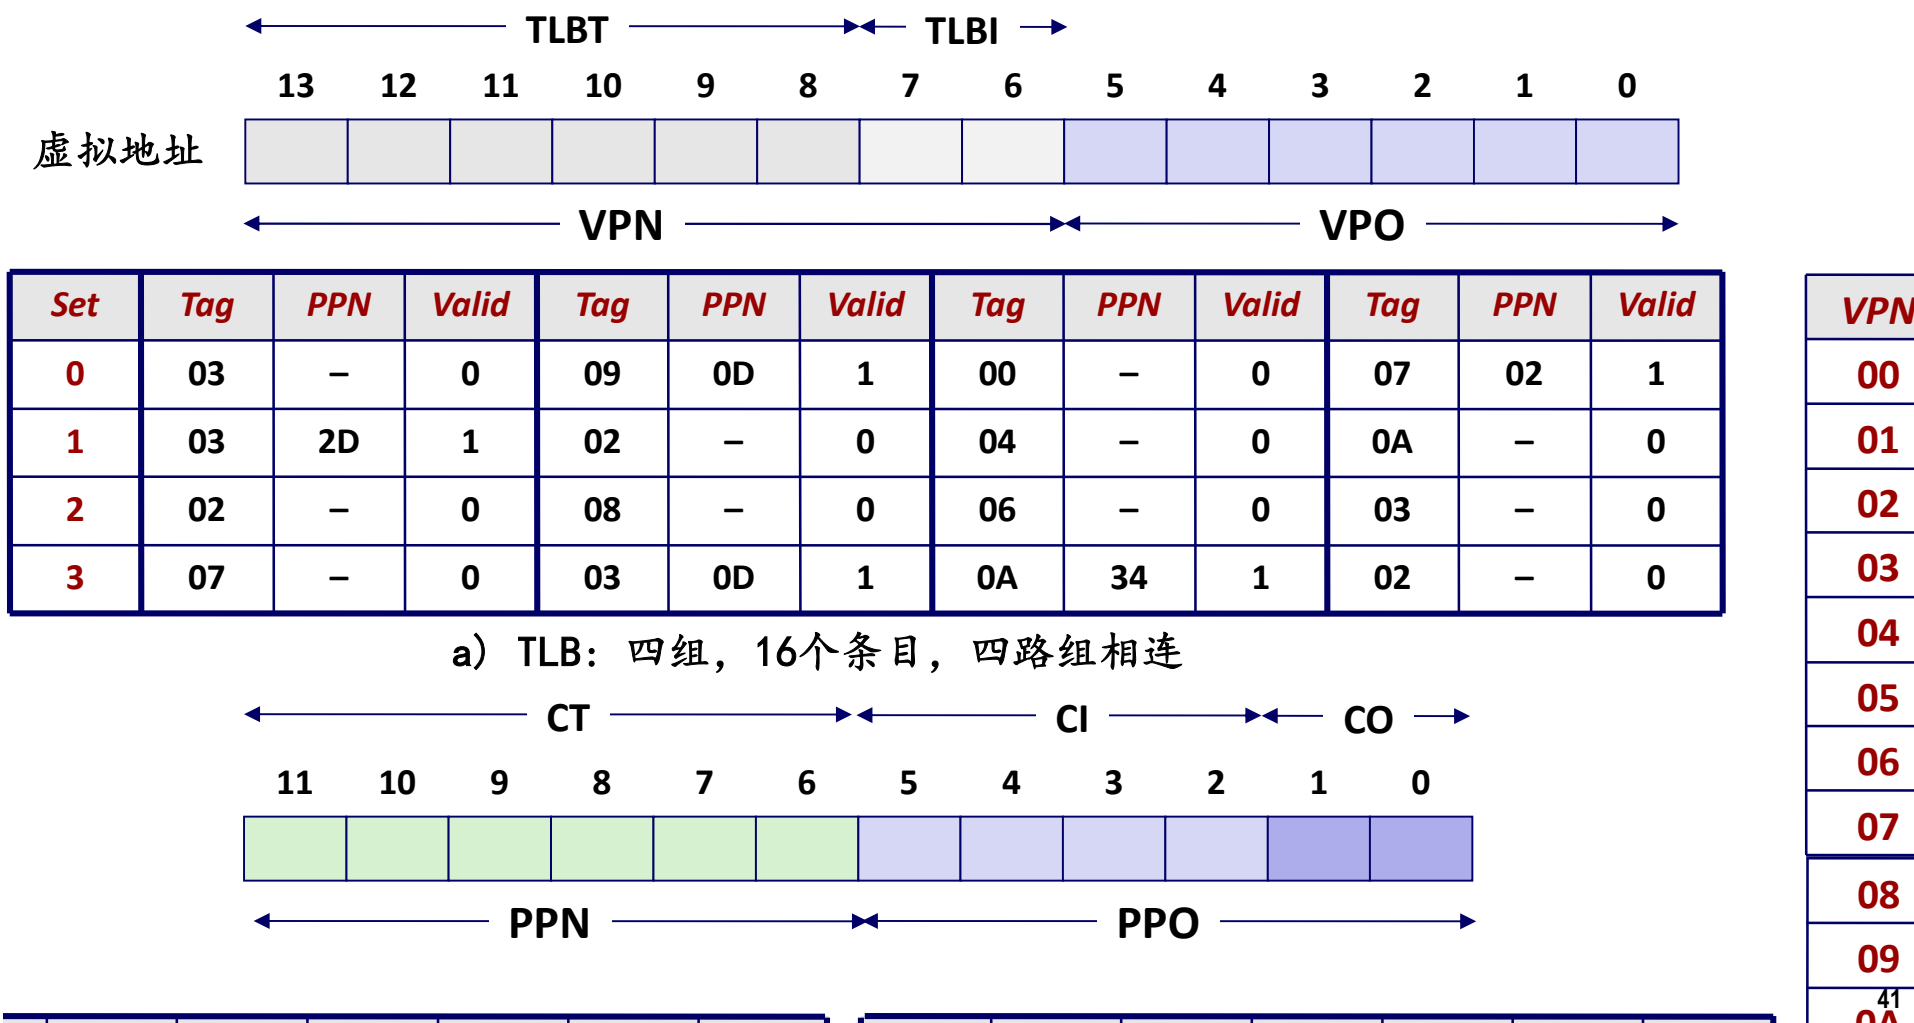 TLBT TLBI
13 12 11 10 9 8 7 6 5 4 3 2 1 0
虚拟地址
VPN VPO
Set Tag PPN Valid Tag PPN Valid Tag PPN Valid Tag PPN Valid
0 03 – 0 09 0D 1 00 – 0 07 02 1
1 03 2D 1 02 – 0 04 – 0 0A – 0
2 02 – 0 08 – 0 06 – 0 03 – 0
3 07 – 0 03 0D 1 0A 34 1 02 – 0
a) TLB: 四组, 16个条目, 四路组相连
CT CI CO
11 10 9 8 7 6 5 4 3 2 1 0
PPN PPO
VPN
00
01
02
03
04
05
06
07
08
09
0A
41